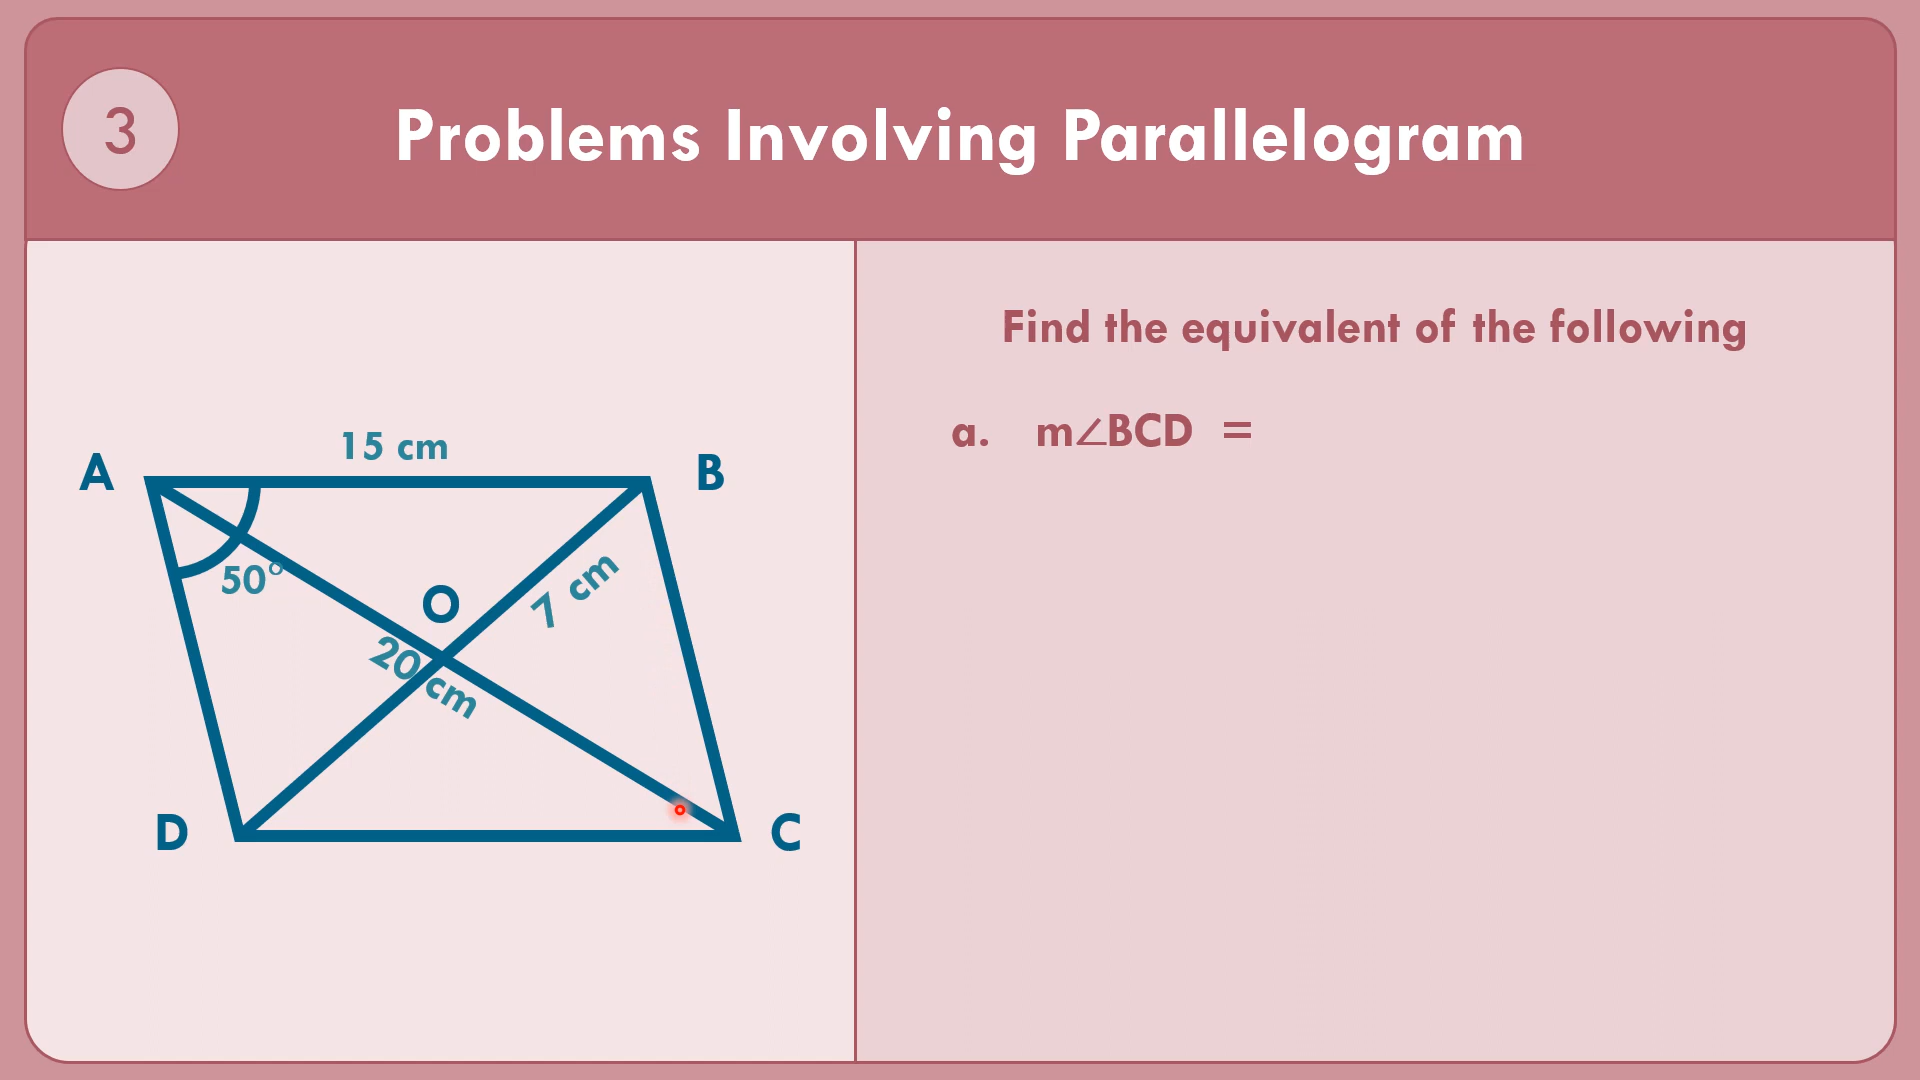 3
Problems Involving Parallelogram
Find the equivalent of the following
a. m∠BCD =
15 cm
A
B
50°
O
7 cm
20 cm
D
C